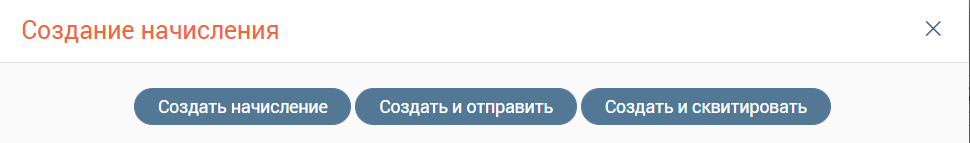 Создание начисления
Создать начисление Создать и отправить Создать и сквитировать